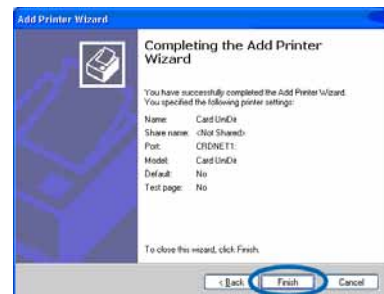 Add Printer Wizard
Completing the Add Printer
Wizard
You have successfully completed the Add Printer Wizard.
You specified the following printer settings:
Name: Card UniDir
Share name: <Not Shared>
Port: CRDNET1:
Model: Card UniDir
Default: No
Test page: No
To close this wizard, click Finish.
< Back Finish Cancel